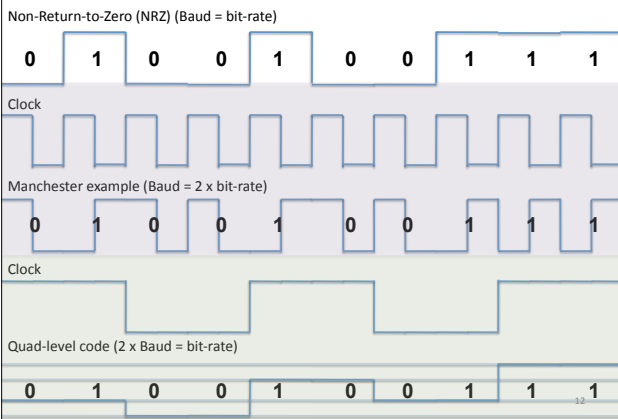 Non-Return-to-Zero (NRZ) (Baud = bit-rate)
0 1 0 0 1 0 0 1 1 1
Clock
Manchester example (Baud = 2 x bit-rate)
0 1 0 0 1 0 0 1 1 1
Clock
Quad-level code (2 x Baud = bit-rate)
0 1 0 0 1 0 0 1 1 1
12